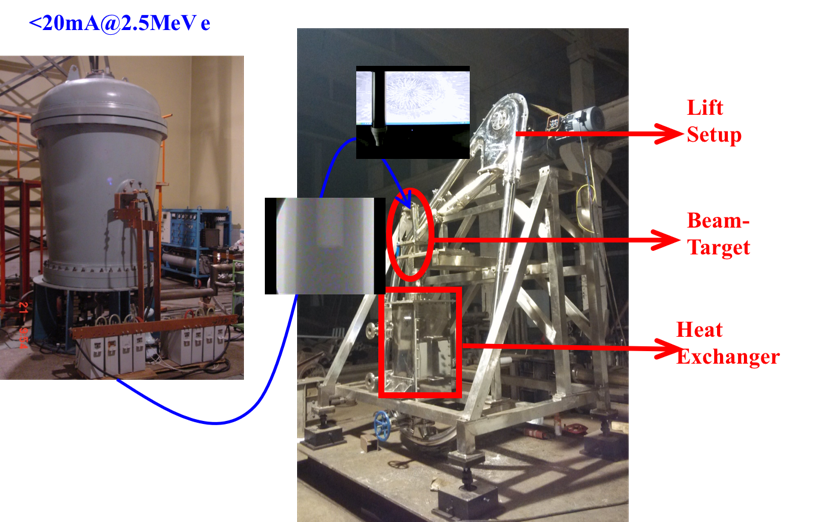 <20mA@2.5MeV e
Lift
Setup
Beam-
Target
Heat
Exchanger